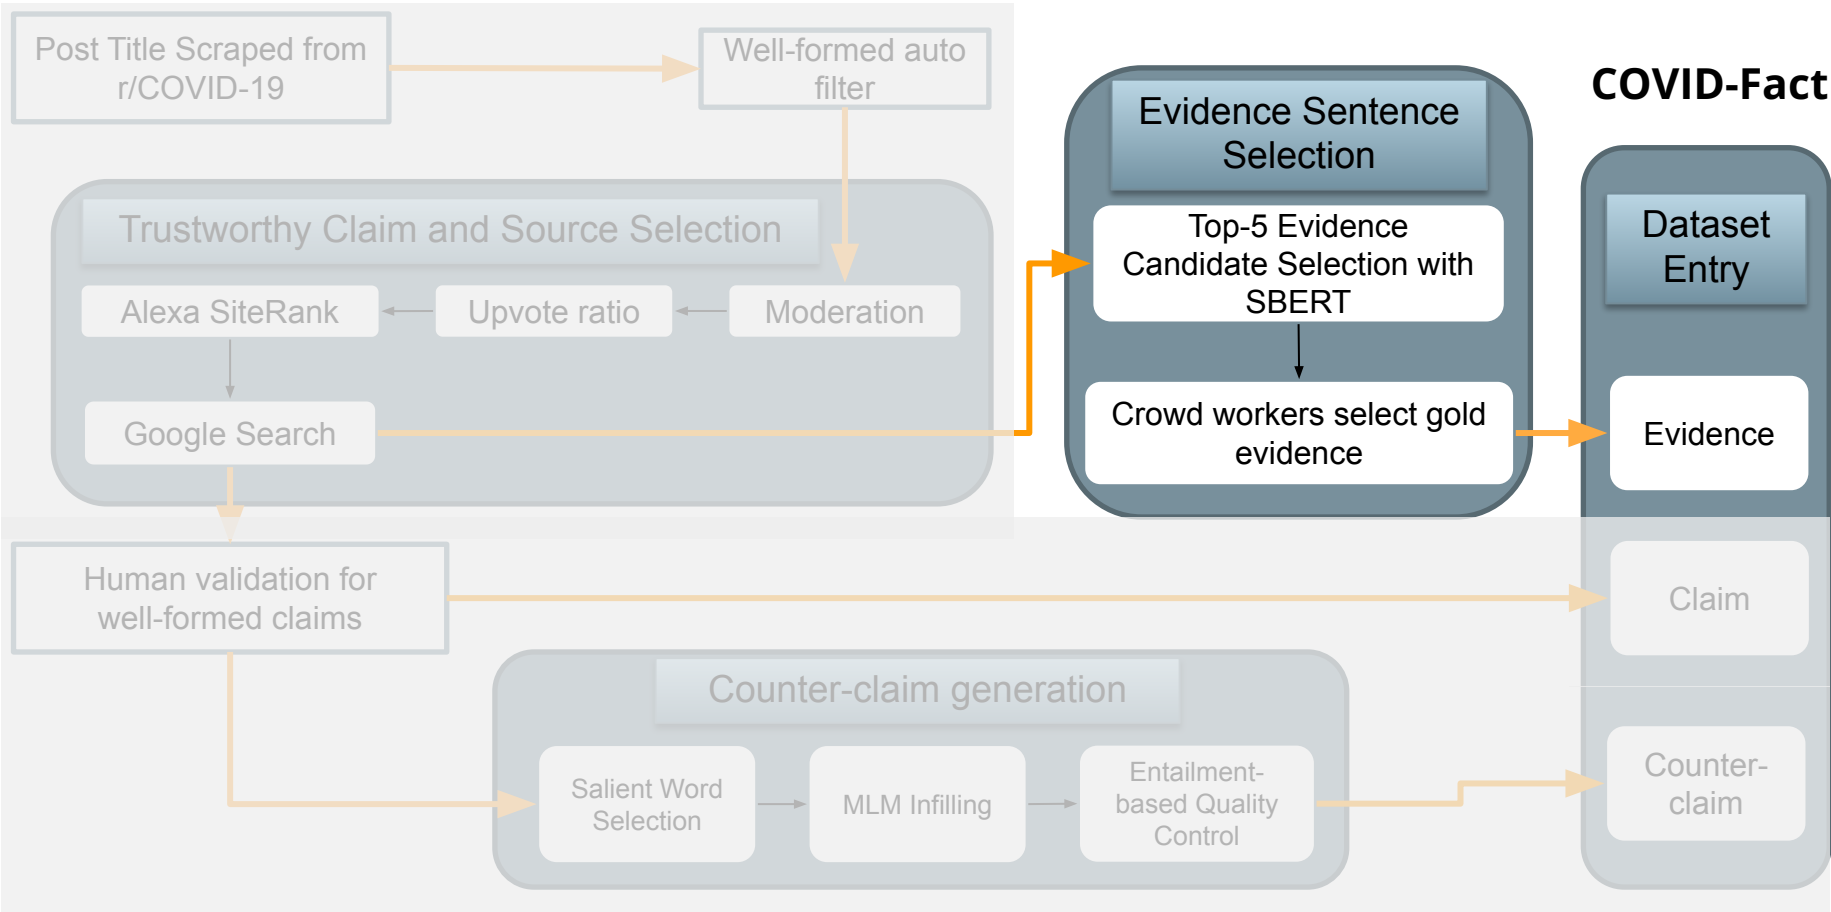 Post Title Scraped from
r/COVID-19
Well-formed auto
filter
COVID-Fact
Evidence Sentence
Selection
Top-5 Evidence
Candidate Selection with
SBERT
Crowd workers select gold
evidence
Dataset
Entry
Evidence
Claim
Counter-
claim
Trustworthy Claim and Source Selection
Alexa SiteRank
Upvote ratio
Moderation
Google Search
Human validation for
well-formed claims
Counter-claim generation
Salient Word
Selection
MLM Infilling
Entailment-
based Quality
Control